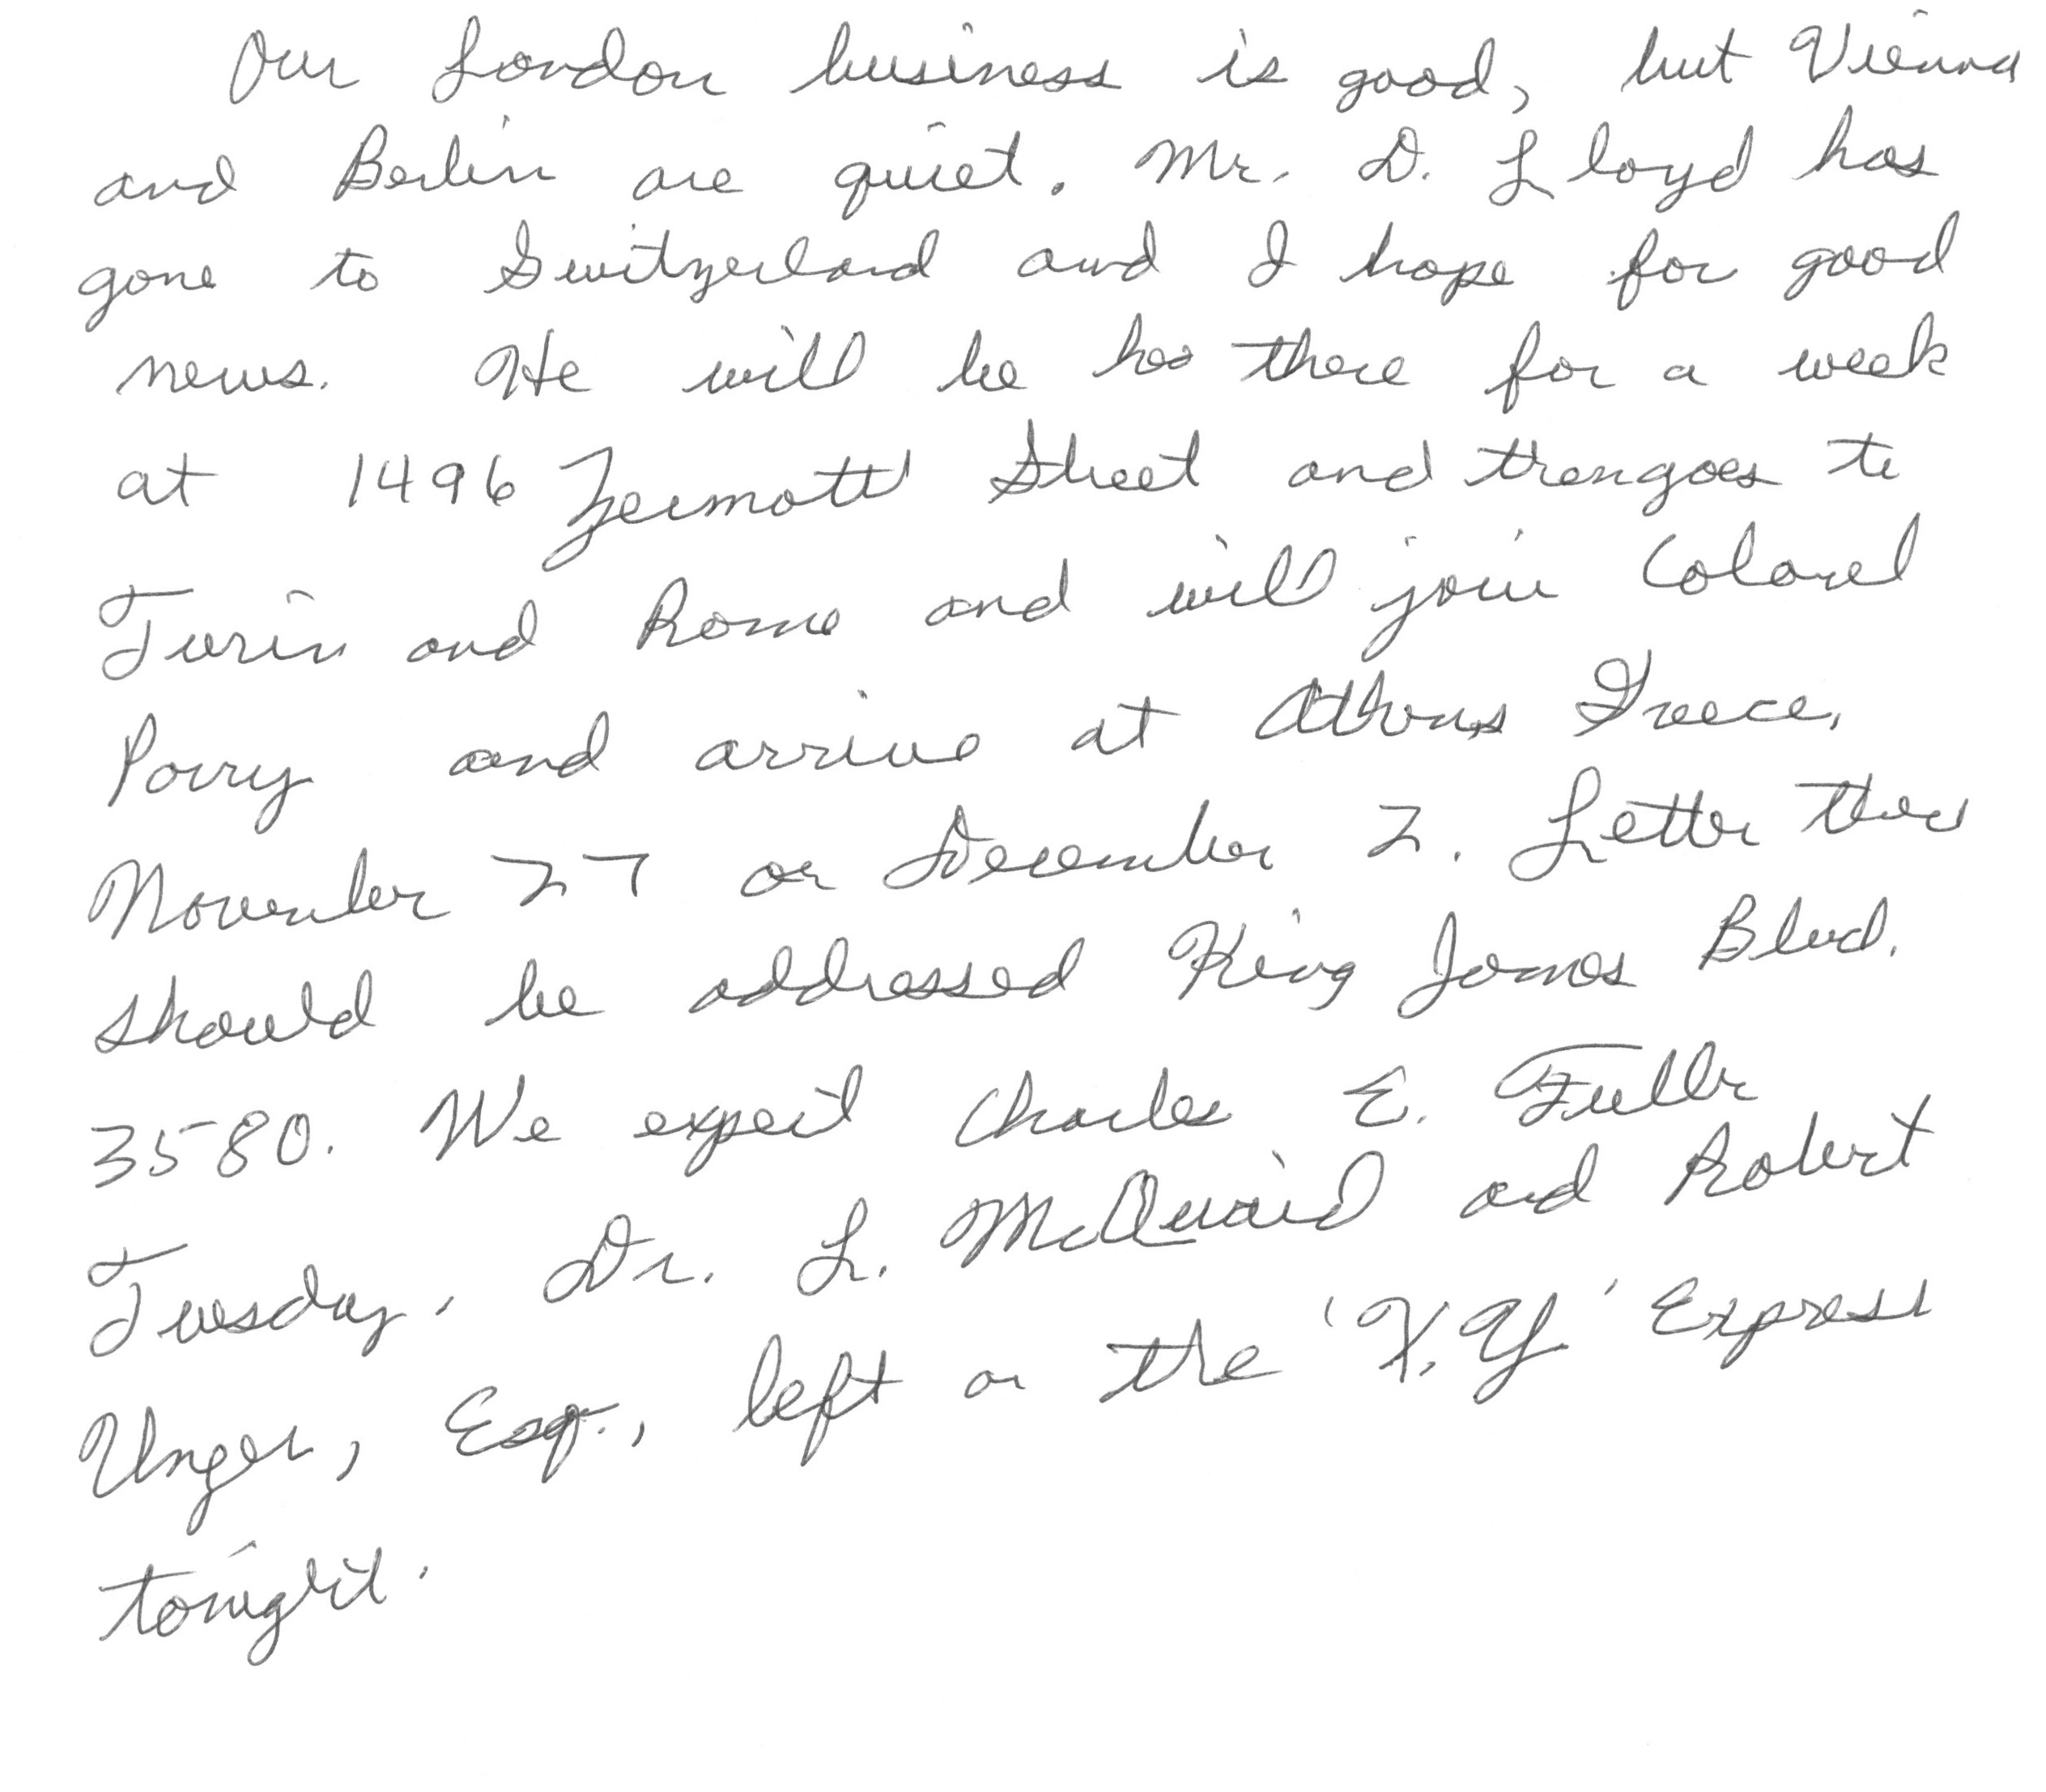 Our London business is good, but Vienna
and Berlin are quiet. Mr. D. Lloyd has
gone to Switzerland and I hope for good
news. He will be has there for a week
at 1496 Zermott Street and then goes to
Turin and Rome and will join Colonel
Parry and arrive at Athens Greece,
November 27 or December 2. Letter there
should be addressed King James Blvd.
3580. We expect Charles E. Fuller
Tuesday. Dr. L. McQuaid and Robert
Unger, Esq., left on the 'X.Y' Express
tonight.